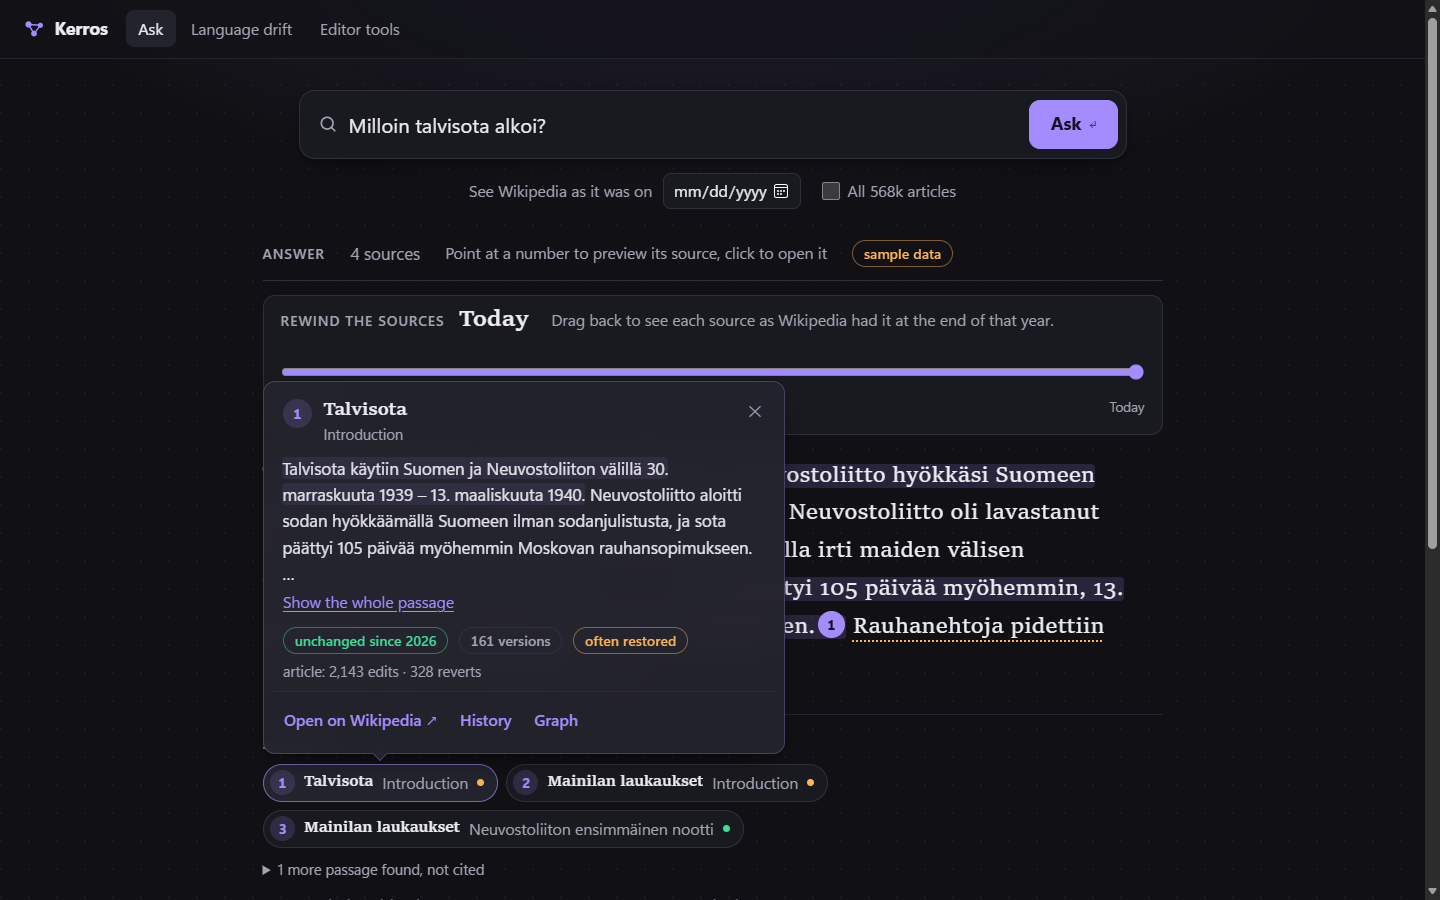 Kerros
Ask
Language drift
Editor tools
Milloin talvisota alkoi?
Ask
See Wikipedia as it was on
mm/dd/yyyy
All 568k articles
ANSWER
4 sources
Point at a number to preview its source, click to open it
sample data
REWIND THE SOURCES
Today
Drag back to see each source as Wikipedia had it at the end of that year.
Today
1
Talvisota
Introduction
Talvisota käytiin Suomen ja Neuvostoliiton välillä 30.
marraskuuta 1939 – 13. maaliskuuta 1940. Neuvostoliitto aloitti
sodan hyökkäämällä Suomeen ilman sodanjulistusta, ja sota
päättyi 105 päivää myöhemmin Moskovan rauhansopimukseen.
...
Show the whole passage
unchanged since 2026
161 versions
often restored
article: 2,143 edits · 328 reverts
Open on Wikipedia ↗
History
Graph
hyökkäsi Suomeen
Neuvostoliitto oli lavastanut
irti maiden välisen
105 päivää myöhemmin, 13.
1 Rauhanehtoja pidettiin
1 Talvisota Introduction
2 Mainilan laukaukset Introduction
3 Mainilan laukaukset Neuvostoliiton ensimmäinen nootti
1 more passage found, not cited